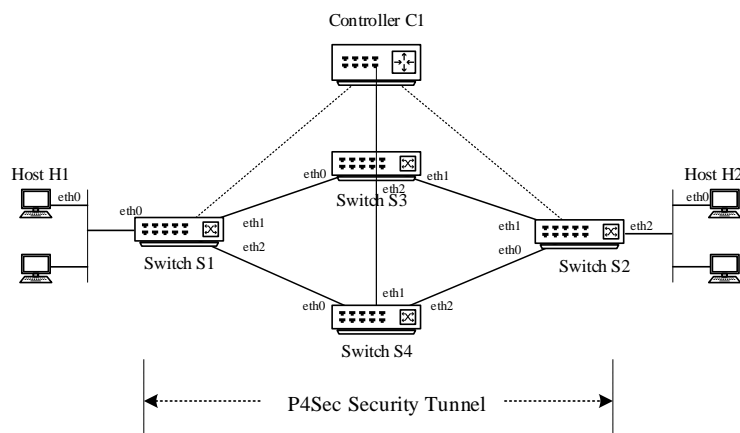 Controller C1
Host H1
eth0
eth0
eth0
eth1
Switch S3
eth2
Host H2
eth0
eth1
eth2
Switch S1
eth1
eth2
eth0
Switch S2
eth0
eth1
eth2
Switch S4
P4Sec Security Tunnel